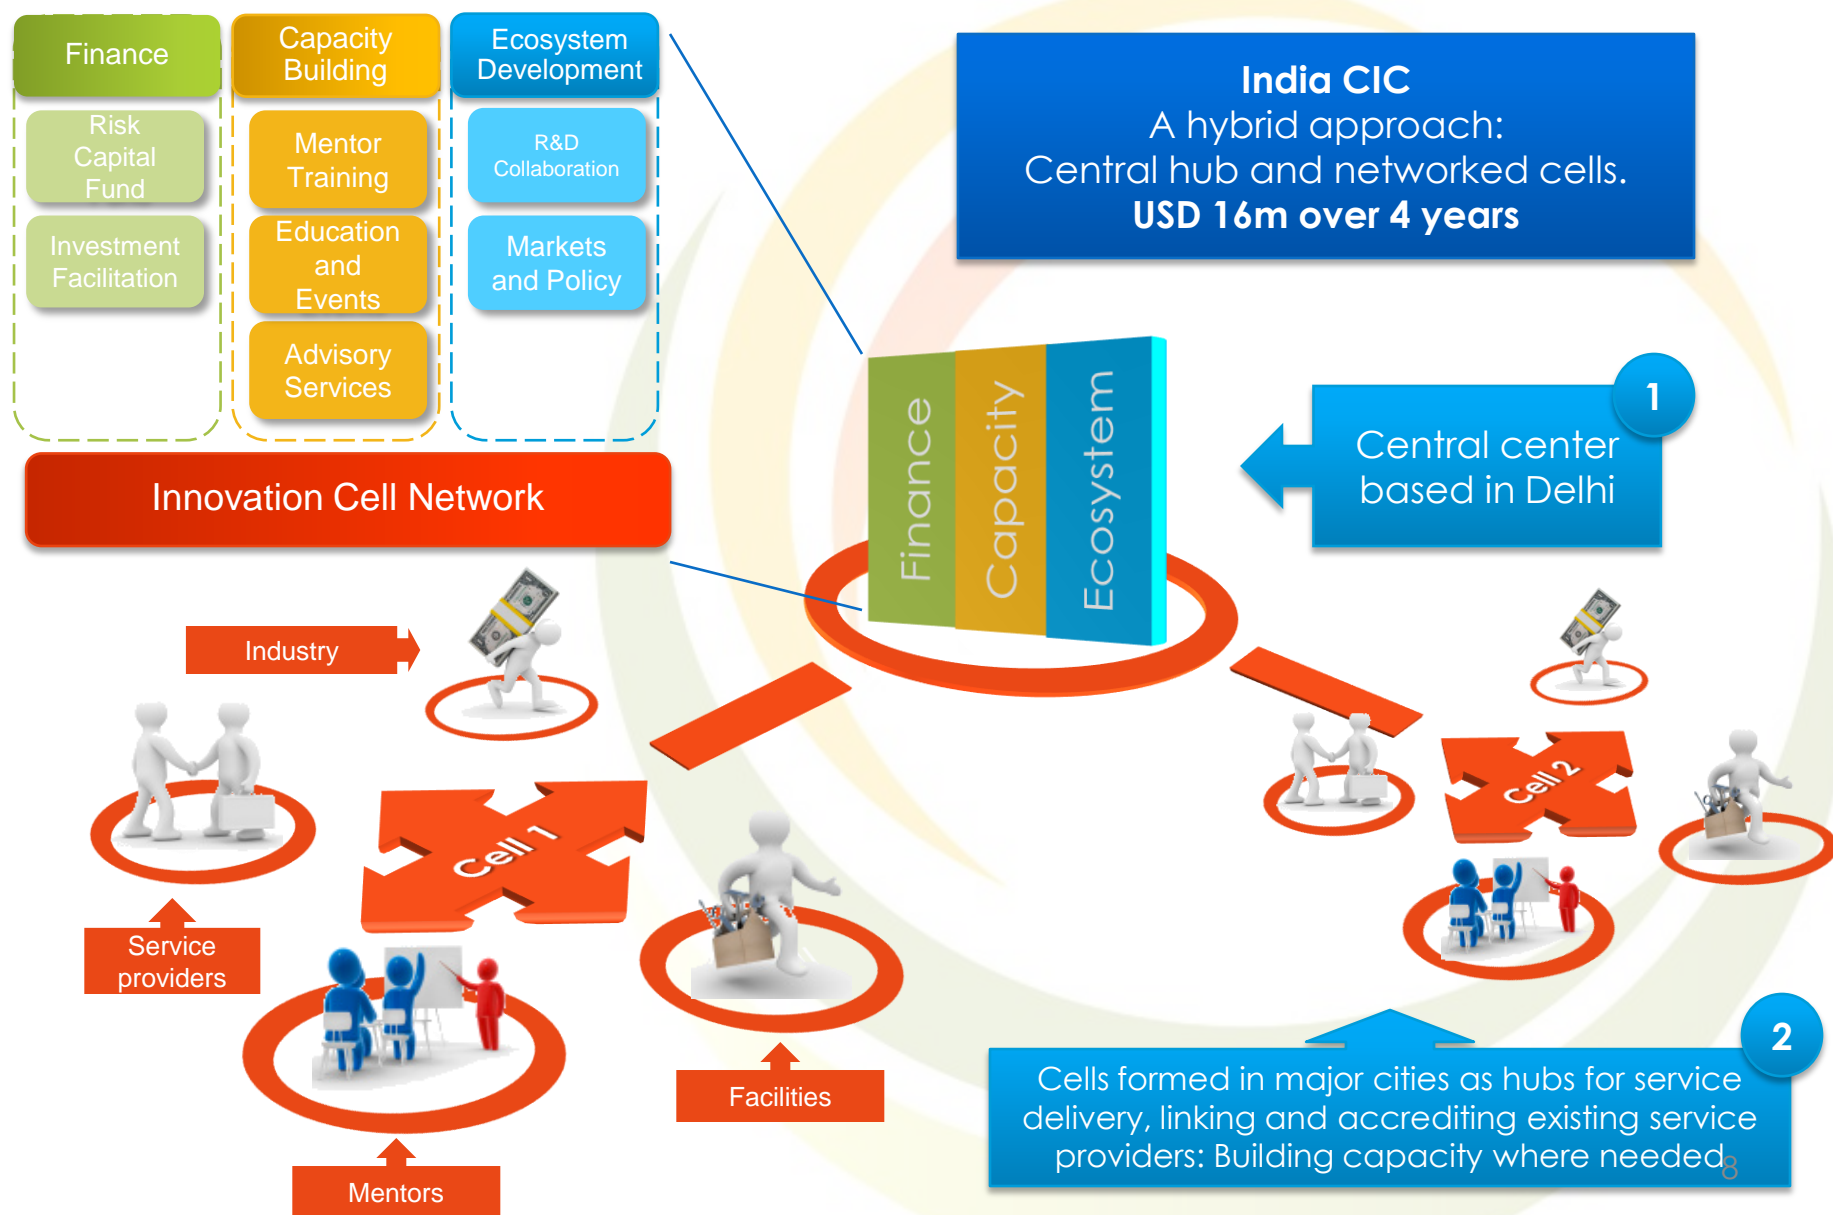 Finance
Risk
Capital
Fund
Investment
Facilitation
Capacity
Building
Mentor
Training
Education
and
Events
Advisory
Services
Ecosystem
Development
R&D
Collaboration
Markets
and Policy
Innovation Cell Network
India CIC
A hybrid approach:
Central hub and networked cells.
USD 16m over 4 years
Finance
Capacity
Ecosystem
1
Central center
based in Delhi
Industry
Cell 1
Service
providers
Mentors
Facilities
Cell 2
2
Cells formed in major cities as hubs for service
delivery, linking and accrediting existing service
providers: Building capacity where needed
8